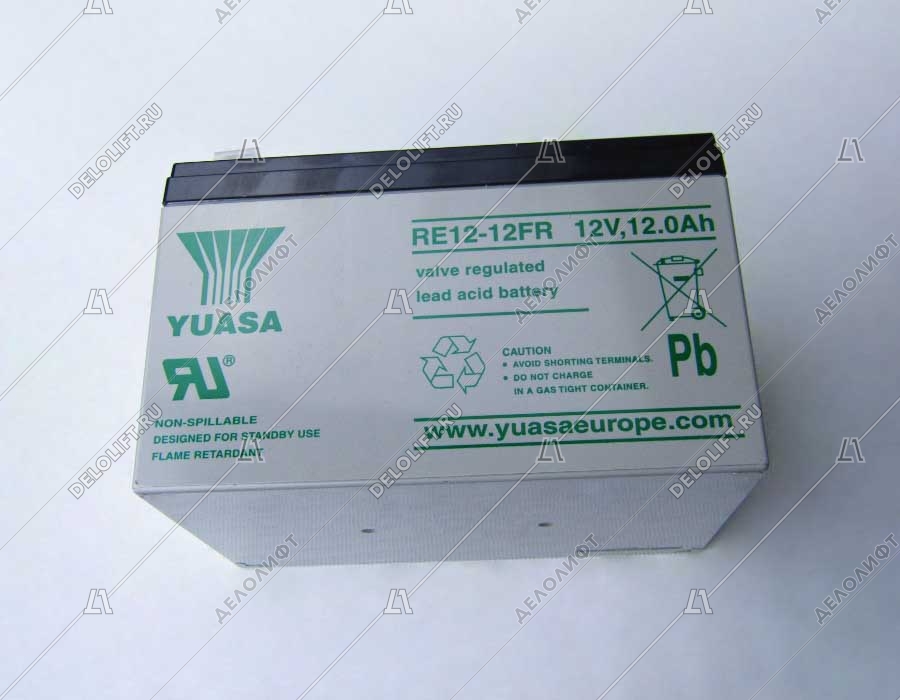 YUASA
RU®
NON-SPILLABLE
DESIGNED FOR STANDBY USE
FLAME RETARDANT
RE12-12FR 12V,12.0Ah
valve regulated
lead acid battery
Pb
CAUTION
• AVOID SHORTING TERMINALS.
• DO NOT CHARGE
IN A GAS TIGHT CONTAINER.
www.yuasaeurope.com
DELOLIFT.RU
ДЕЛОЛИФТ